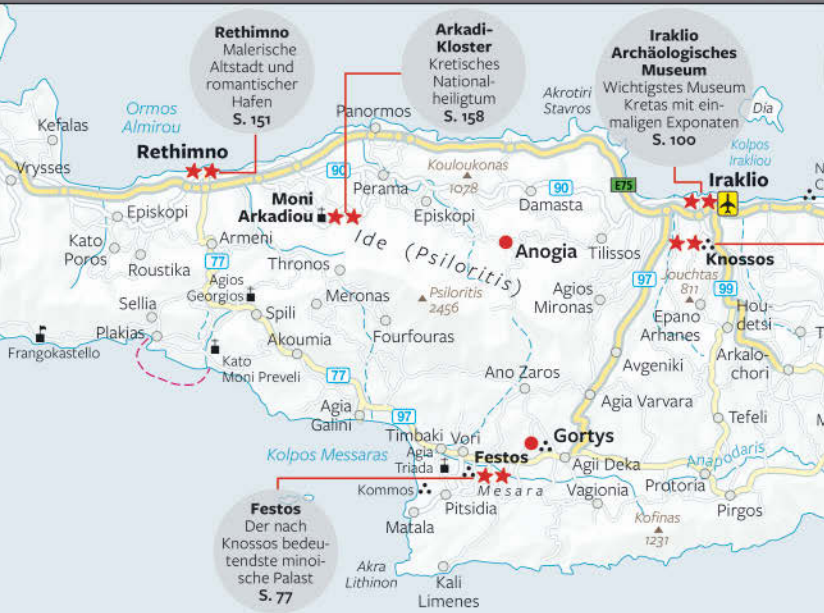 Rethimno
Malerische
Altstadt und
romantischer
Hafen
S. 151
Arkadi-
Kloster
Kretisches
National-
heiligtum
S. 158
Iraklio
Archäologisches
Museum
Wichtigstes Museum
Kretas mit ein-
maligen Exponaten
S. 100
Akrotiri
Stavros
Día
Kolpos
Irakliou
Ormos
Almirou
Kefalas
Panormos
Vrysses
Rethimno
90
Perama
Kouloukonas
1078
90
Damasta
E75
Iraklio
Moni
Arkadiou
Episkopi
Episkopi
Kato
Poros
Armeni
Roustika
77
Ide (Psiloritis)
Anogia
Tilissos
Knossos
Thronos
Agios
Georgios
Meronas
Psiloritis
2456
Agios
Mironas
97
Jouchtas
811
99
Sellia
Spili
Epano
Arhanes
Hou-
detsi
Plakias
Frangokastello
Akoumia
Fourfouras
Kato
Moni Preveli
77
Ano Zaros
Avgeniki
Arkalo-
chori
Agia
Galini
97
Agia Varvara
Tefeli
Timbaki
Vori
Gortys
Kolpos Messaras
Agia
Triada
Festos
Agii Deka
Anapodaris
Kommos
Mesara
Vagionia
Protoria
Pirgos
Pitsidia
Matala
Kofinas
1231
Festos
Der nach
Knossos bedeu-
tendste minoi-
sche Palast
S. 77
Akra
Lithinon
Kali
Limenes